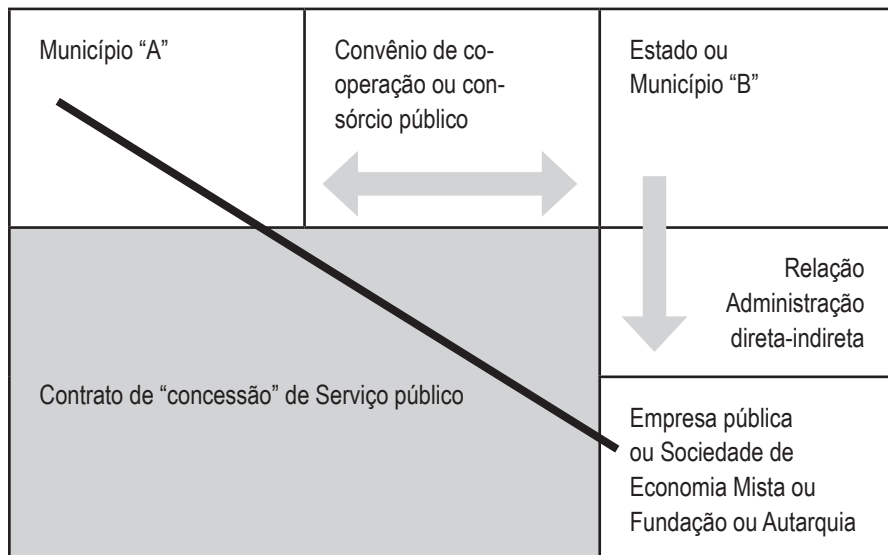 Município “A”
Convênio de co-
operação ou con-
sórcio público
Estado ou
Município “B”
Relação
Administração
direta-indireta
Contrato de “concessão” de Serviço público
Empresa pública
ou Sociedade de
Economia Mista ou
Fundação ou Autarquia